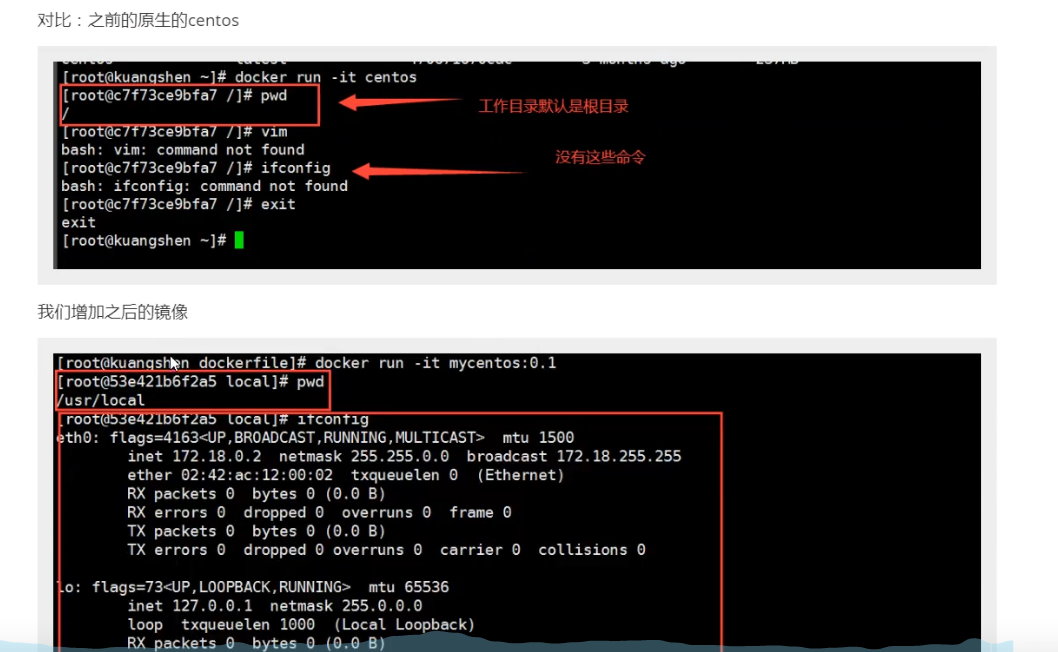 对比：之前的原生的centos
[root@kuangshen ~]# docker run -it centos
[root@c7f73ce9bfa7 /]# pwd
/
工作目录默认是根目录
[root@c7f73ce9bfa7 /]# vim
bash: vim: command not found
没有这些命令
[root@c7f73ce9bfa7 /]# ifconfig
bash: ifconfig: command not found
[root@c7f73ce9bfa7 /]# exit
exit
[root@kuangshen ~]#
我们增加之后的镜像
[root@kuangshen dockerfile]# docker run -it mycentos:0.1
[root@53e421b6f2a5 local]# pwd
/usr/local
[root@53e421b6f2a5 local]# ifconfig
eth0: flags=4163<UP,BROADCAST,RUNNING,MULTICAST>  mtu 1500
inet 172.18.0.2  netmask 255.255.0.0  broadcast 172.18.255.255
ether 02:42:ac:12:00:02  txqueuelen 0  (Ethernet)
RX packets 0  bytes 0 (0.0 B)
RX errors 0  dropped 0  overruns 0  frame 0
TX packets 0  bytes 0 (0.0 B)
TX errors 0  dropped 0 overruns 0  carrier 0  collisions 0
lo: flags=73<UP,LOOPBACK,RUNNING>  mtu 65536
inet 127.0.0.1  netmask 255.0.0.0
loop  txqueuelen 1000  (Local Loopback)
RX packets 0  bytes 0 (0.0 B)